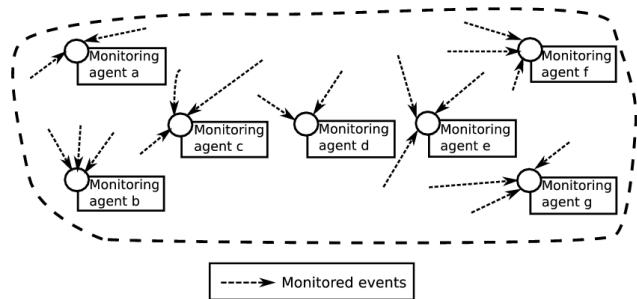 Monitoring
agent a
Monitoring
agent f
Monitoring
agent c
Monitoring
agent d
Monitoring
agent e
Monitoring
agent b
Monitoring
agent g
Monitored events